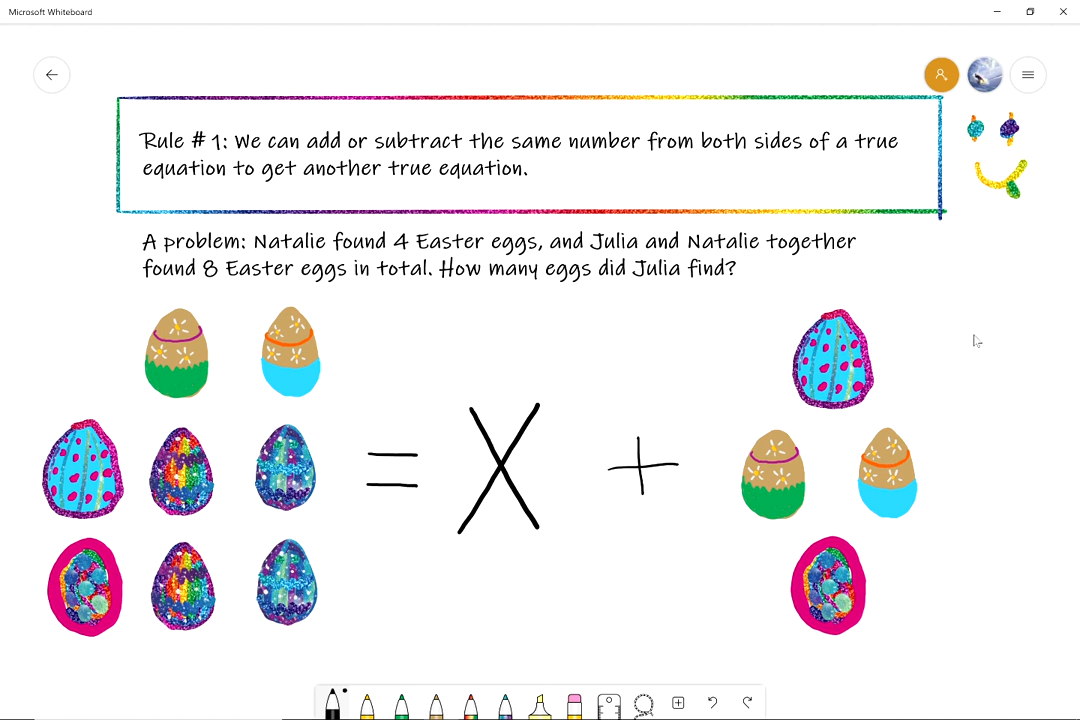 Microsoft Whiteboard
Rule # 1: We can add or subtract the same number from both sides of a true
equation to get another true equation.
A problem: Natalie found 4 Easter eggs, and Julia and Natalie together
found 8 Easter eggs in total. How many eggs did Julia find?
= X +